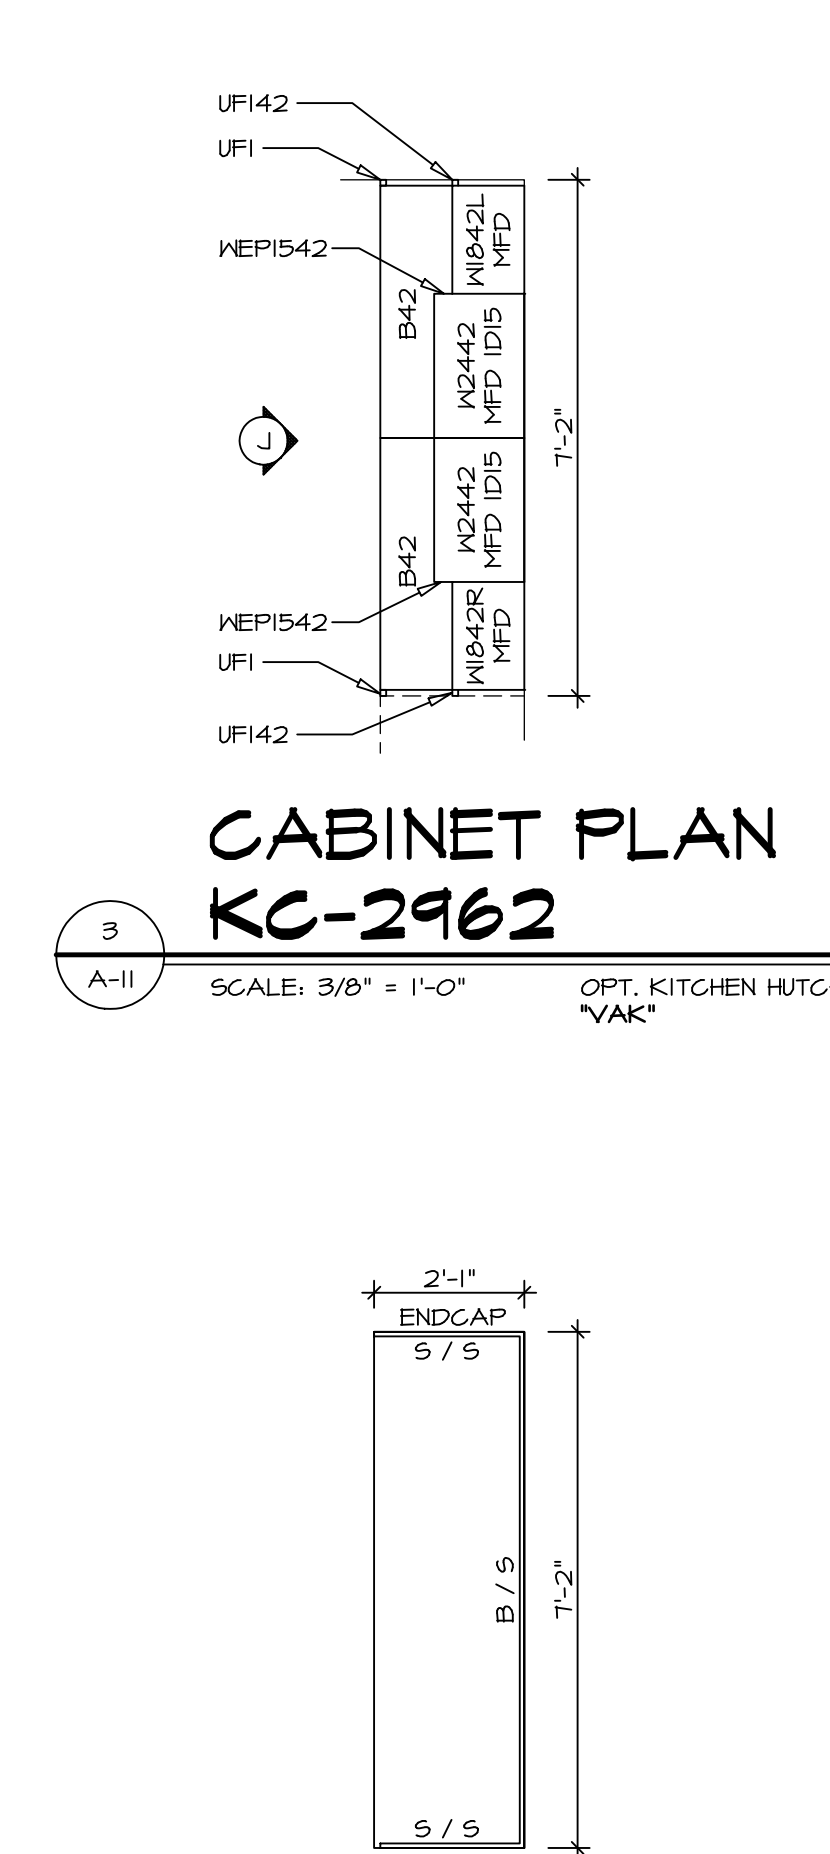 UF142
UF1
WEP1542
W1842L
MFD
B42
W2442
MFD ID15
7'-2"
J
W2442
MFD ID15
B42
WEP1542
W1842R
MFD
UF1
UF142
CABINET PLAN
KC-2962
3
A-11
SCALE: 3/8" = 1'-0"
OPT. KITCHEN HUTC
"VAK"
2'-1"
ENDCAP
S / S
B / S
7'-2"
S / S